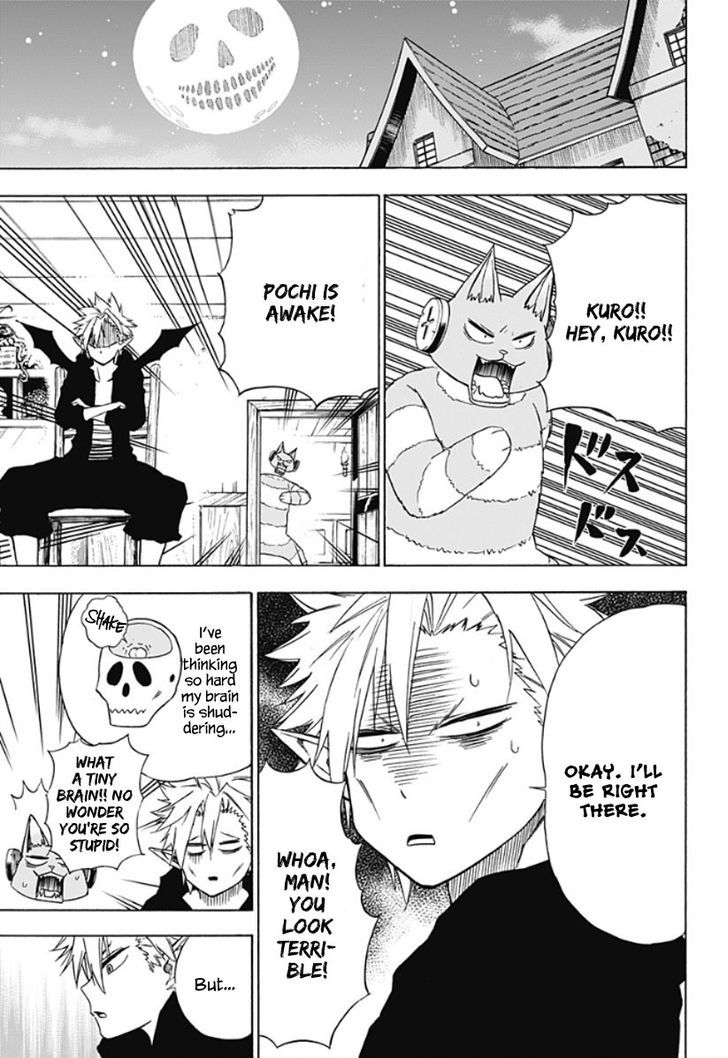 KURO!!
HEY, KURO!!
ドス
ドス
POCHI IS
AWAKE!
OKAY. I'LL
BE RIGHT
THERE.
WHOA,
MAN!
YOU
LOOK
TERRI-
BLE!
I've
been
thinking
so hard
my brain
is shud-
dering...
SHAKE
WHAT
A TINY
BRAIN!! NO
WONDER
YOU'RE SO
STUPID!
But...